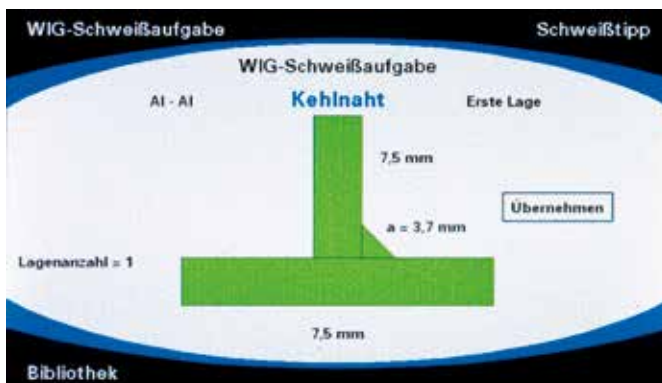 WIG-Schweißaufgabe
Schweißtipp
WIG-Schweißaufgabe
Al - Al
Kehlnaht
Erste Lage
7,5 mm
Übernehmen
a = 3,7 mm
Lagenanzahl = 1
7,5 mm
Bibliothek